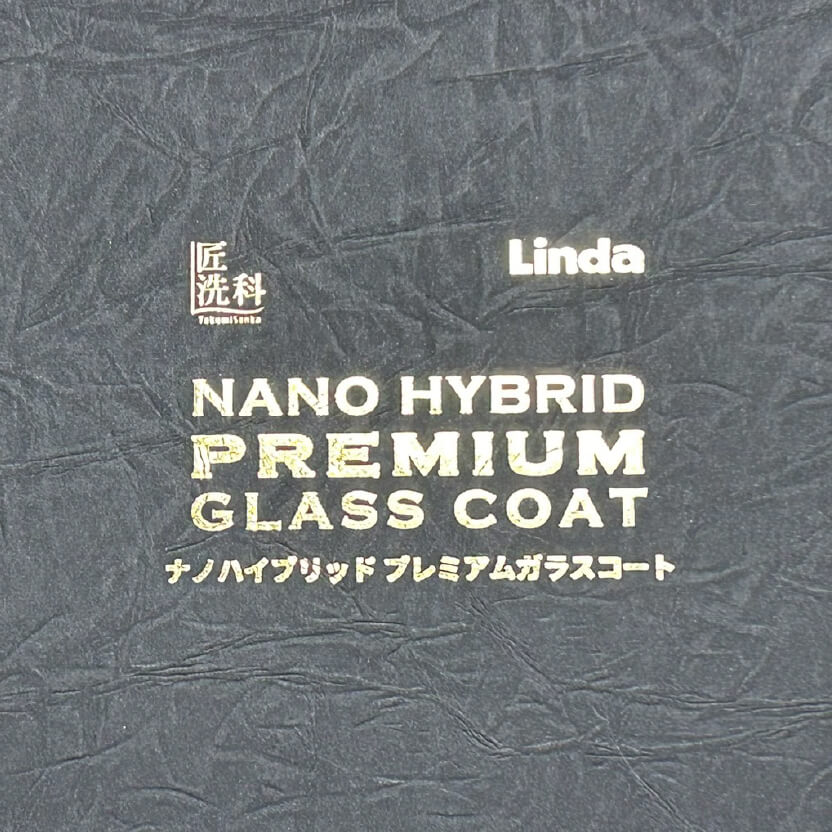 匠
洗科
TakumiSenka
Linda
NANO HYBRID
PREMIUM
GLASS COAT
ナノハイブリッド プレミアムガラスコート